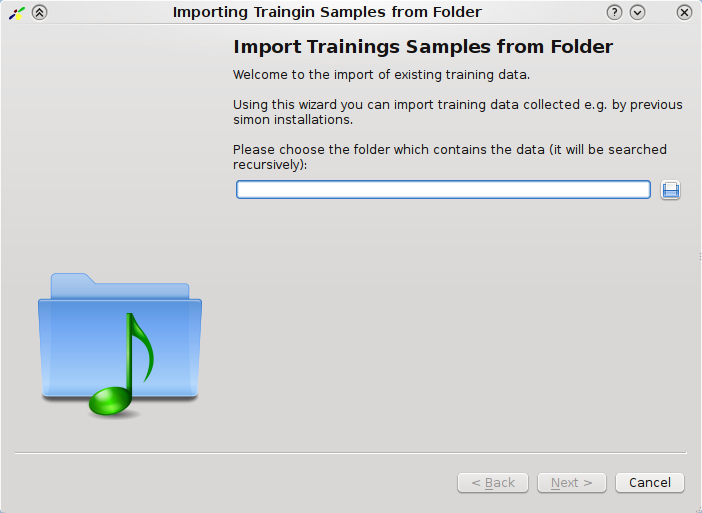 Importing Traingin Samples from Folder
Import Trainings Samples from Folder
Welcome to the import of existing training data.
Using this wizard you can import training data collected e.g. by previous
simon installations.
Please choose the folder which contains the data (it will be searched
recursively):
< Back Next > Cancel